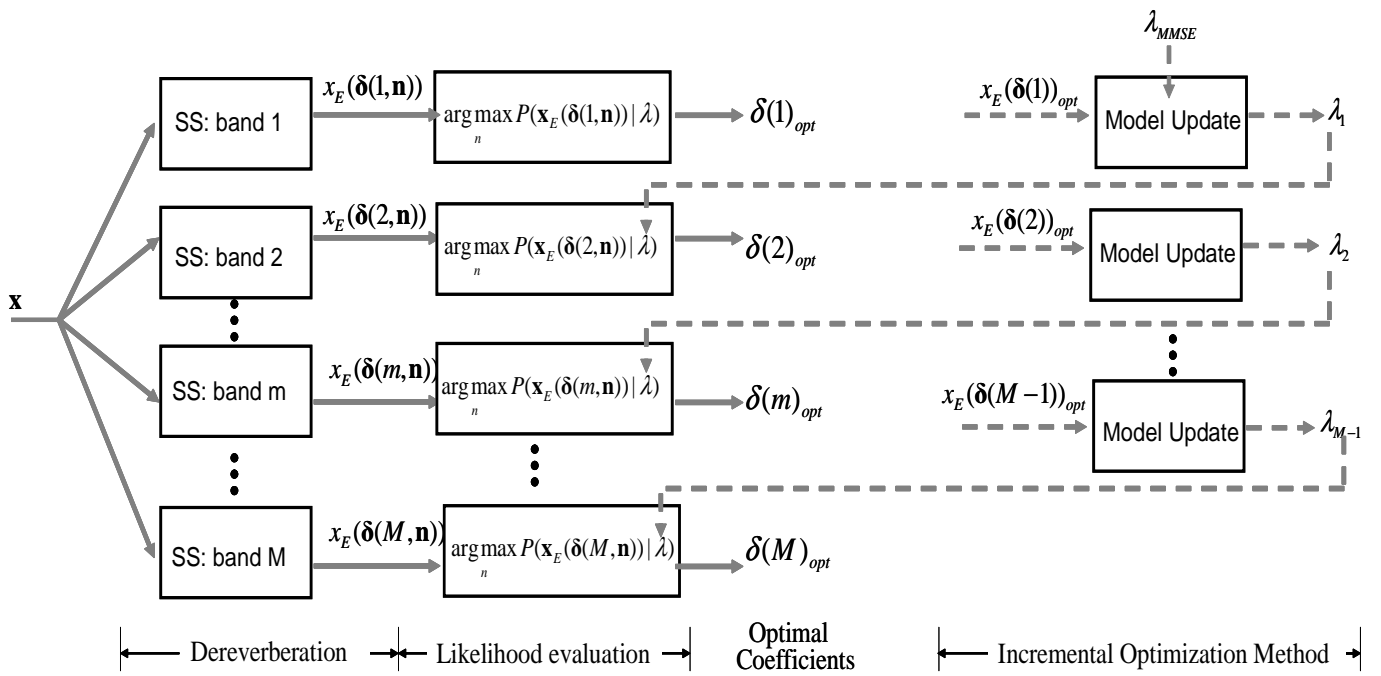 λ_MMSE
SS: band 1
x_E(δ(1,n))
arg max P(x_E(δ(1,n))|λ)
n
δ(1)_opt
x_E(δ(1))_opt
Model Update
λ_1
x
SS: band 2
x_E(δ(2,n))
arg max P(x_E(δ(2,n))|λ)
n
δ(2)_opt
x_E(δ(2))_opt
Model Update
λ_2
SS: band m
x_E(δ(m,n))
arg max P(x_E(δ(m,n))|λ)
n
δ(m)_opt
x_E(δ(M−1))_opt
Model Update
λ_M−1
SS: band M
x_E(δ(M,n))
arg max P(x_E(δ(M,n))|λ)
n
δ(M)_opt
Dereverberation
Likelihood evaluation
Optimal
Coefficients
Incremental Optimization Method